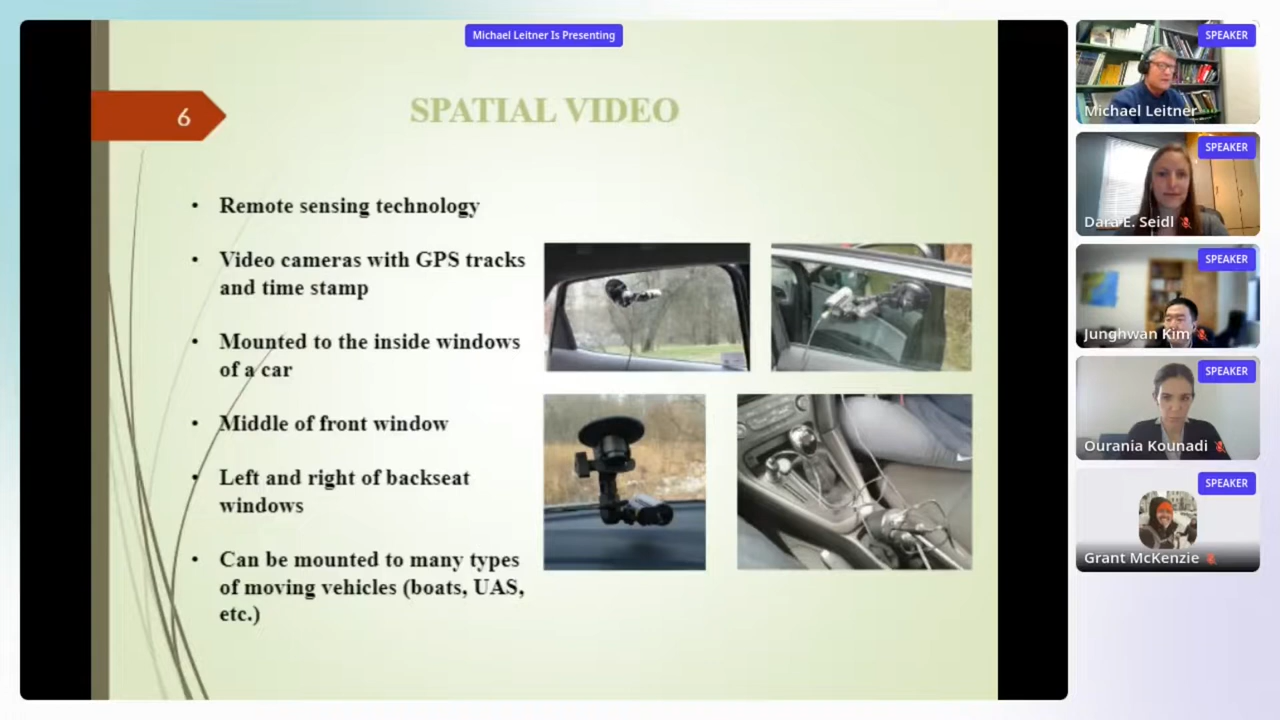 Michael Leitner Is Presenting
6
SPATIAL VIDEO
• Remote sensing technology
• Video cameras with GPS tracks
and time stamp
• Mounted to the inside windows
of a car
• Middle of front window
• Left and right of backseat
windows
• Can be mounted to many types
of moving vehicles (boats, UAS,
etc.)
SPEAKER
Michael Leitner
SPEAKER
Dara E. Seidl
SPEAKER
Junghwan Kim
SPEAKER
Ourania Kounadi
SPEAKER
Grant McKenzie